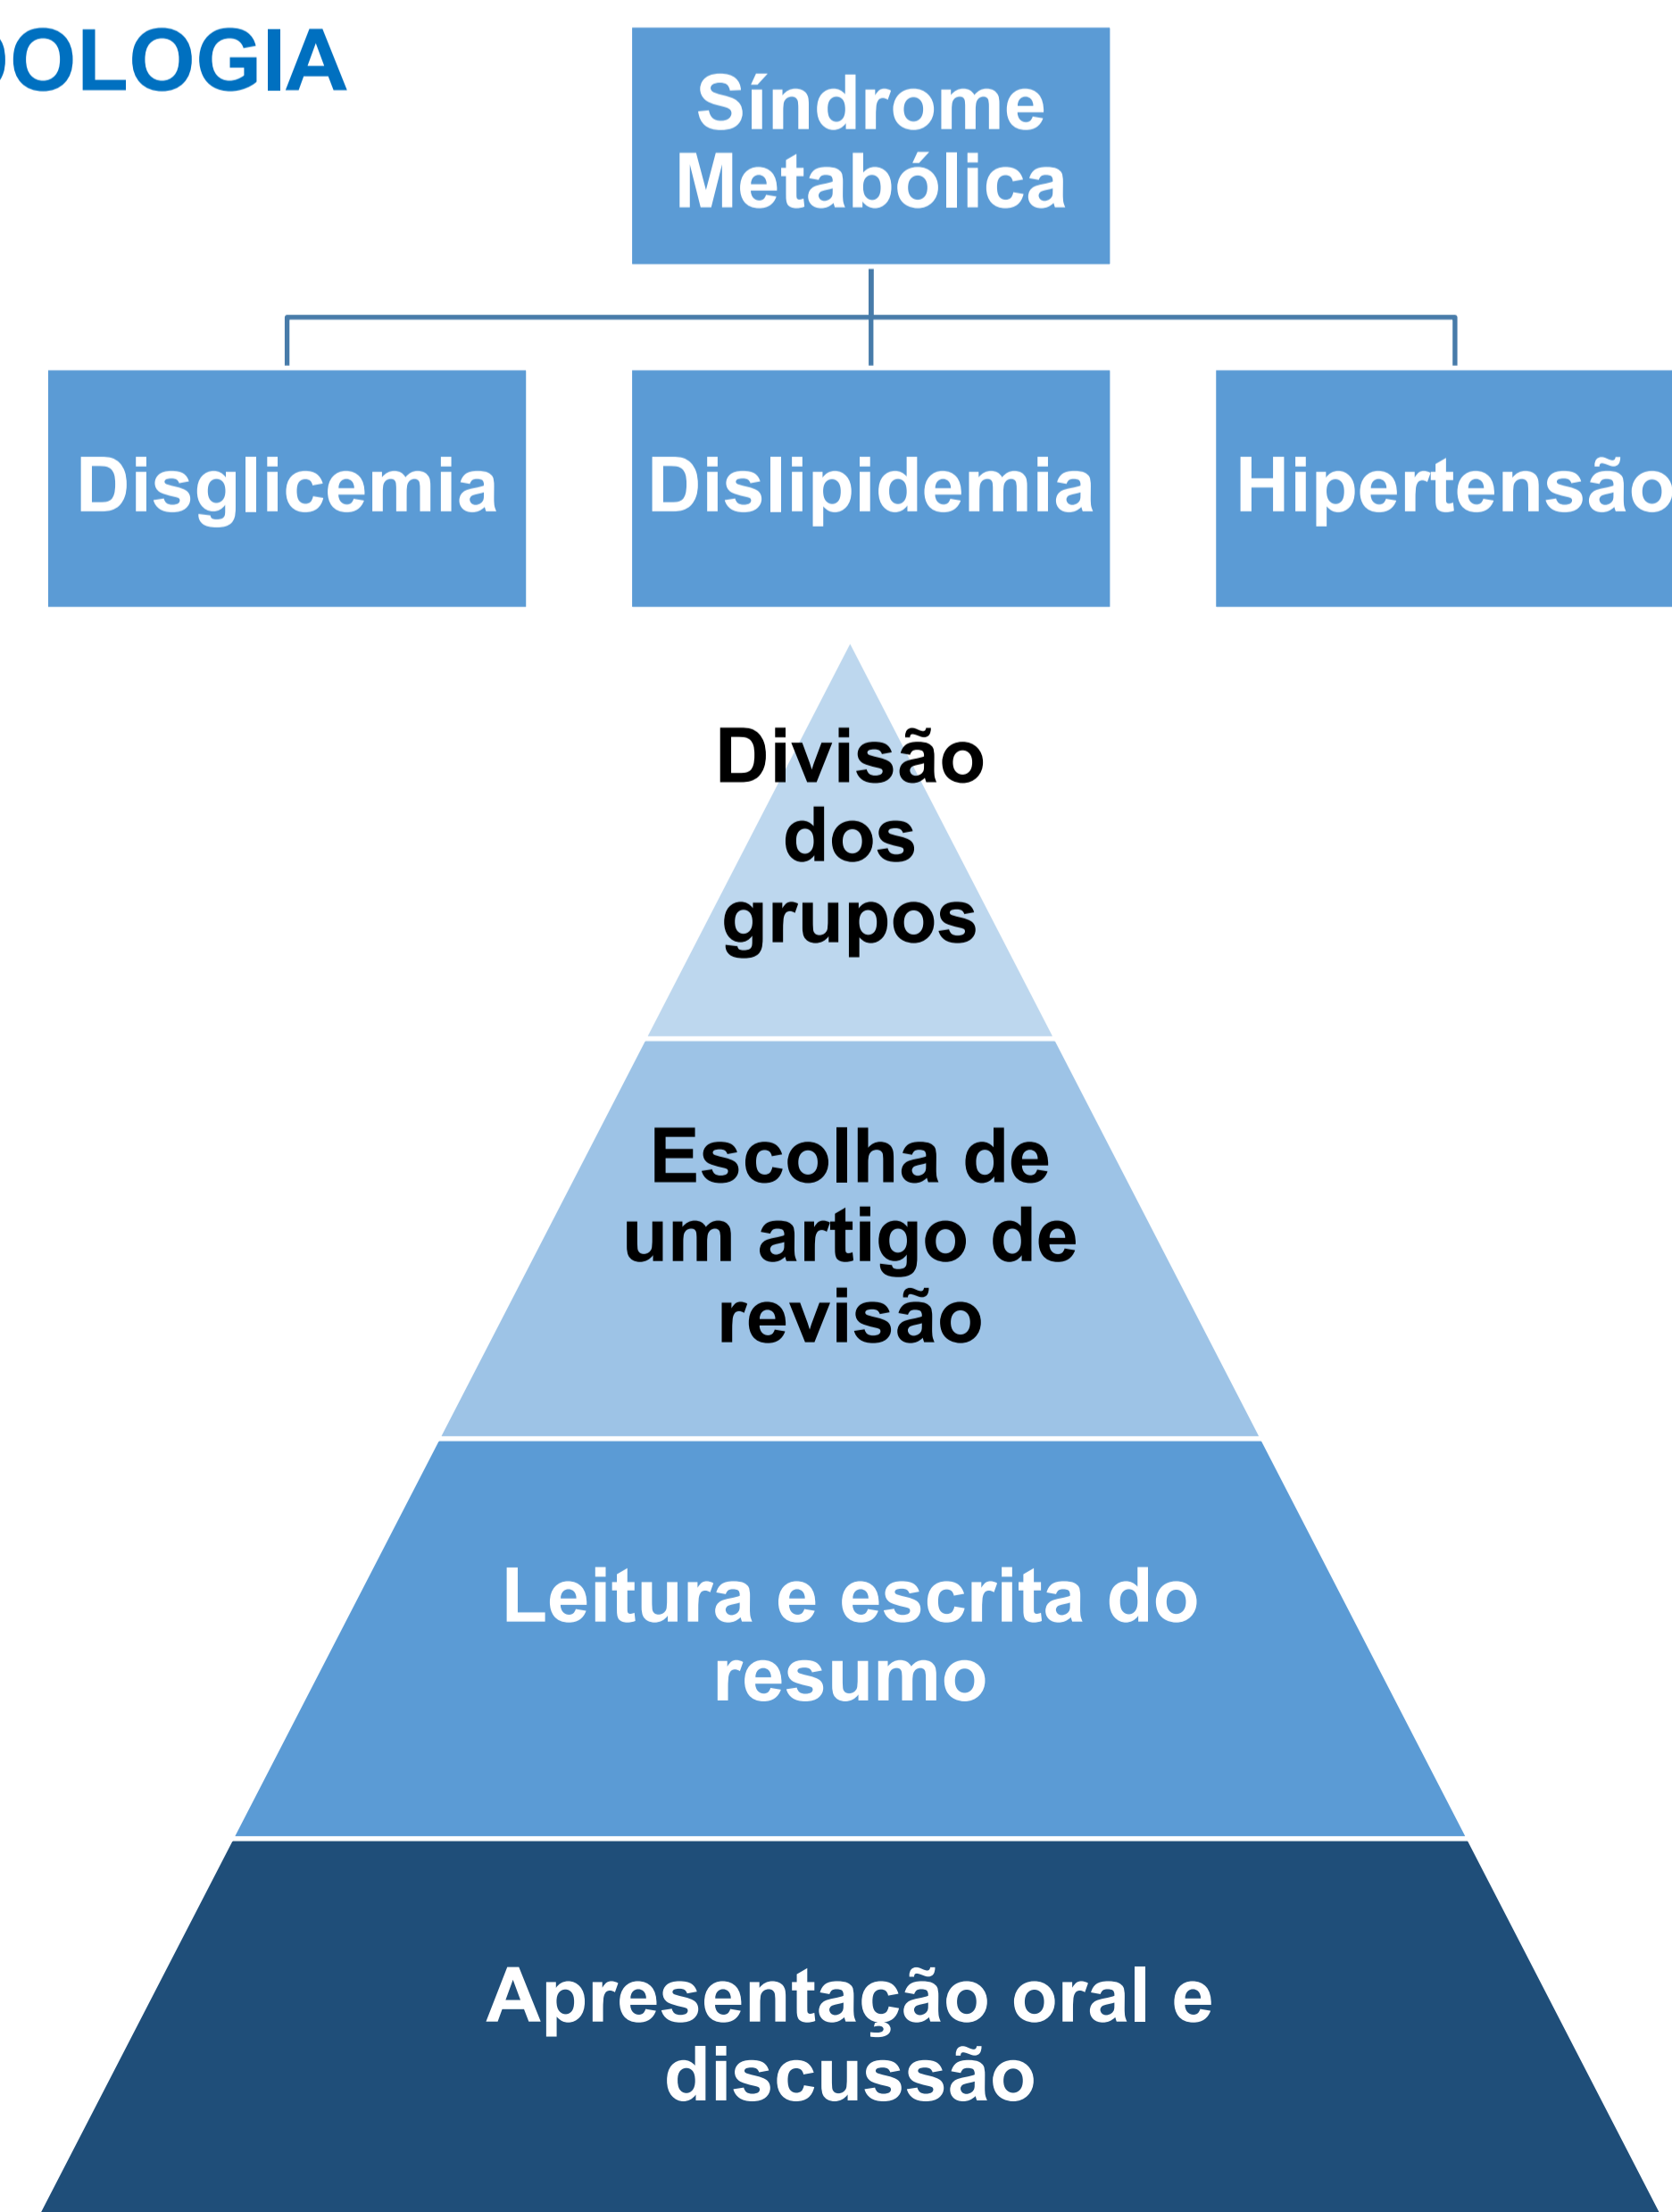 OLOGIA
Síndrome
Metabólica
Disglicemia
Dislipidemia
Hipertensão
Divisão
dos
grupos
Escolha de
um artigo de
revisão
Leitura e escrita do
resumo
Apresentação oral e
discussão